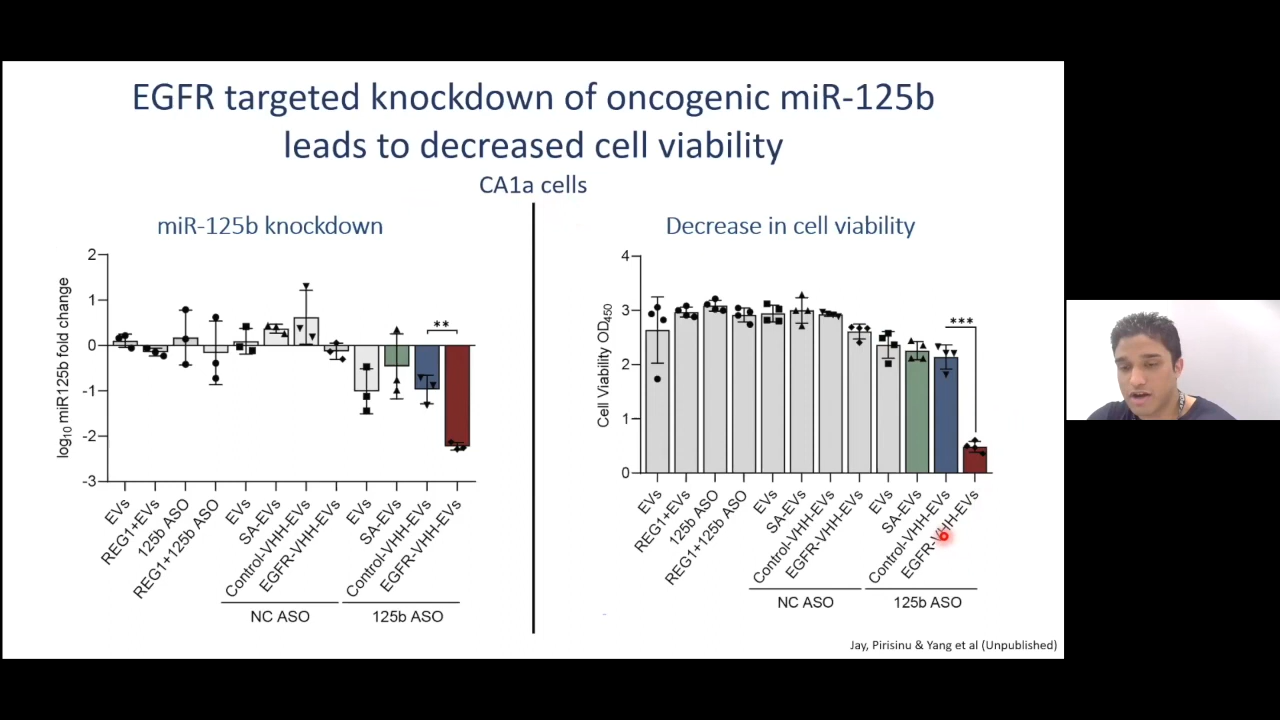 EGFR targeted knockdown of oncogenic miR-125b
leads to decreased cell viability
CA1a cells
miR-125b knockdown
log10 miR125b fold change
2
1
0
-1
-2
-3
**
EVs
REG1+EVs
125b ASO
REG1+125b ASO
EVs
SA-EVs
Control-VHH-EVs
EGFR-VHH-EVs
EVs
SA-EVs
Control-VHH-EVs
EGFR-VHH-EVs
NC ASO
125b ASO
Decrease in cell viability
Cell Viability OD450
4
3
2
1
0
***
EVs
REG1+EVs
125b ASO
REG1+125b ASO
EVs
SA-EVs
Control-VHH-EVs
EGFR-VHH-EVs
EVs
SA-EVs
Control-VHH-EVs
EGFR-VHH-EVs
NC ASO
125b ASO
Jay, Pirisinu & Yang et al (Unpublished)